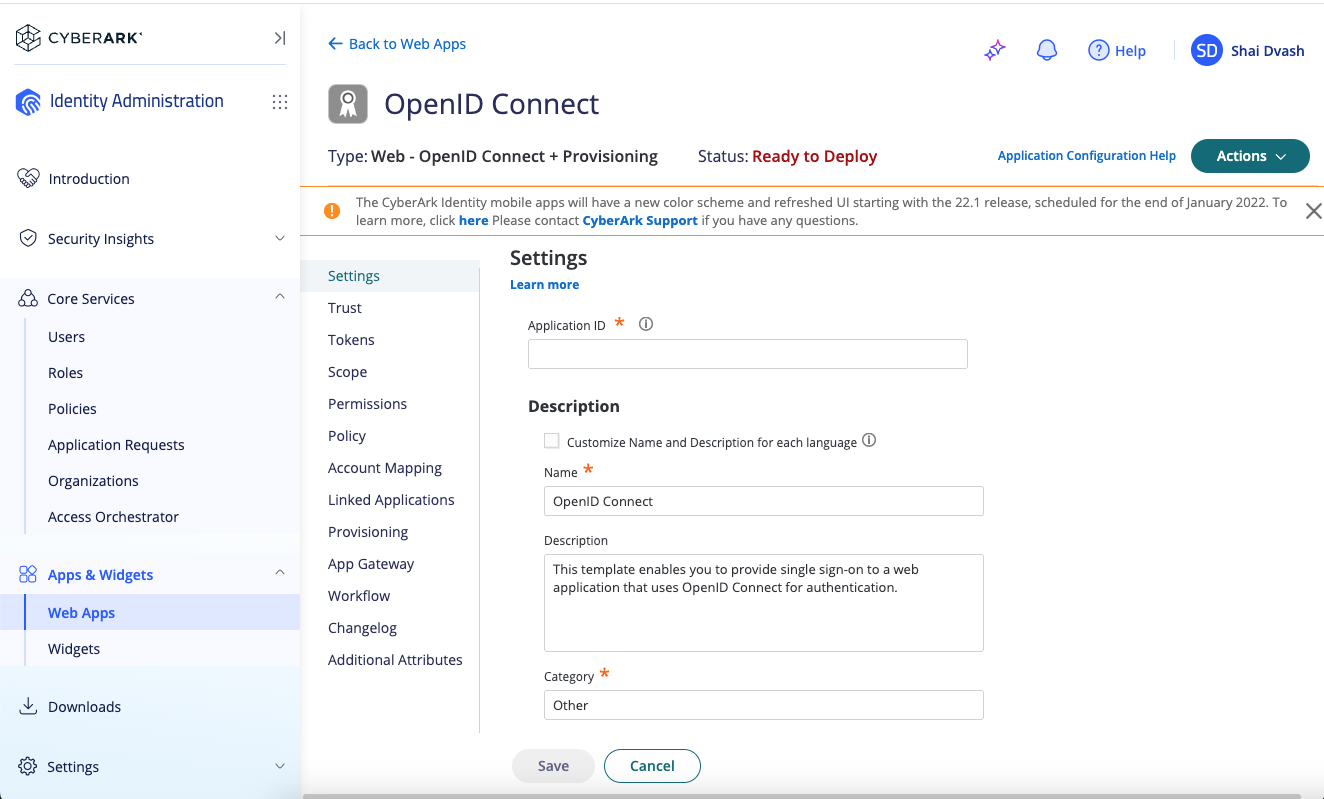 CYBERARK
Identity Administration
Introduction
Security Insights
Core Services
Users
Roles
Policies
Application Requests
Organizations
Access Orchestrator
Apps & Widgets
Web Apps
Widgets
Downloads
Settings
Back to Web Apps
Help
SD
Shai Dvash
OpenID Connect
Type: Web - OpenID Connect + Provisioning
Status: Ready to Deploy
Application Configuration Help
Actions
The CyberArk Identity mobile apps will have a new color scheme and refreshed UI starting with the 22.1 release, scheduled for the end of January 2022. To
learn more, click here Please contact CyberArk Support if you have any questions.
Settings
Trust
Tokens
Scope
Permissions
Policy
Account Mapping
Linked Applications
Provisioning
App Gateway
Workflow
Changelog
Additional Attributes
Settings
Learn more
Application ID *
Description
Customize Name and Description for each language
Name *
OpenID Connect
Description
This template enables you to provide single sign-on to a web
application that uses OpenID Connect for authentication.
Category *
Other
Save
Cancel